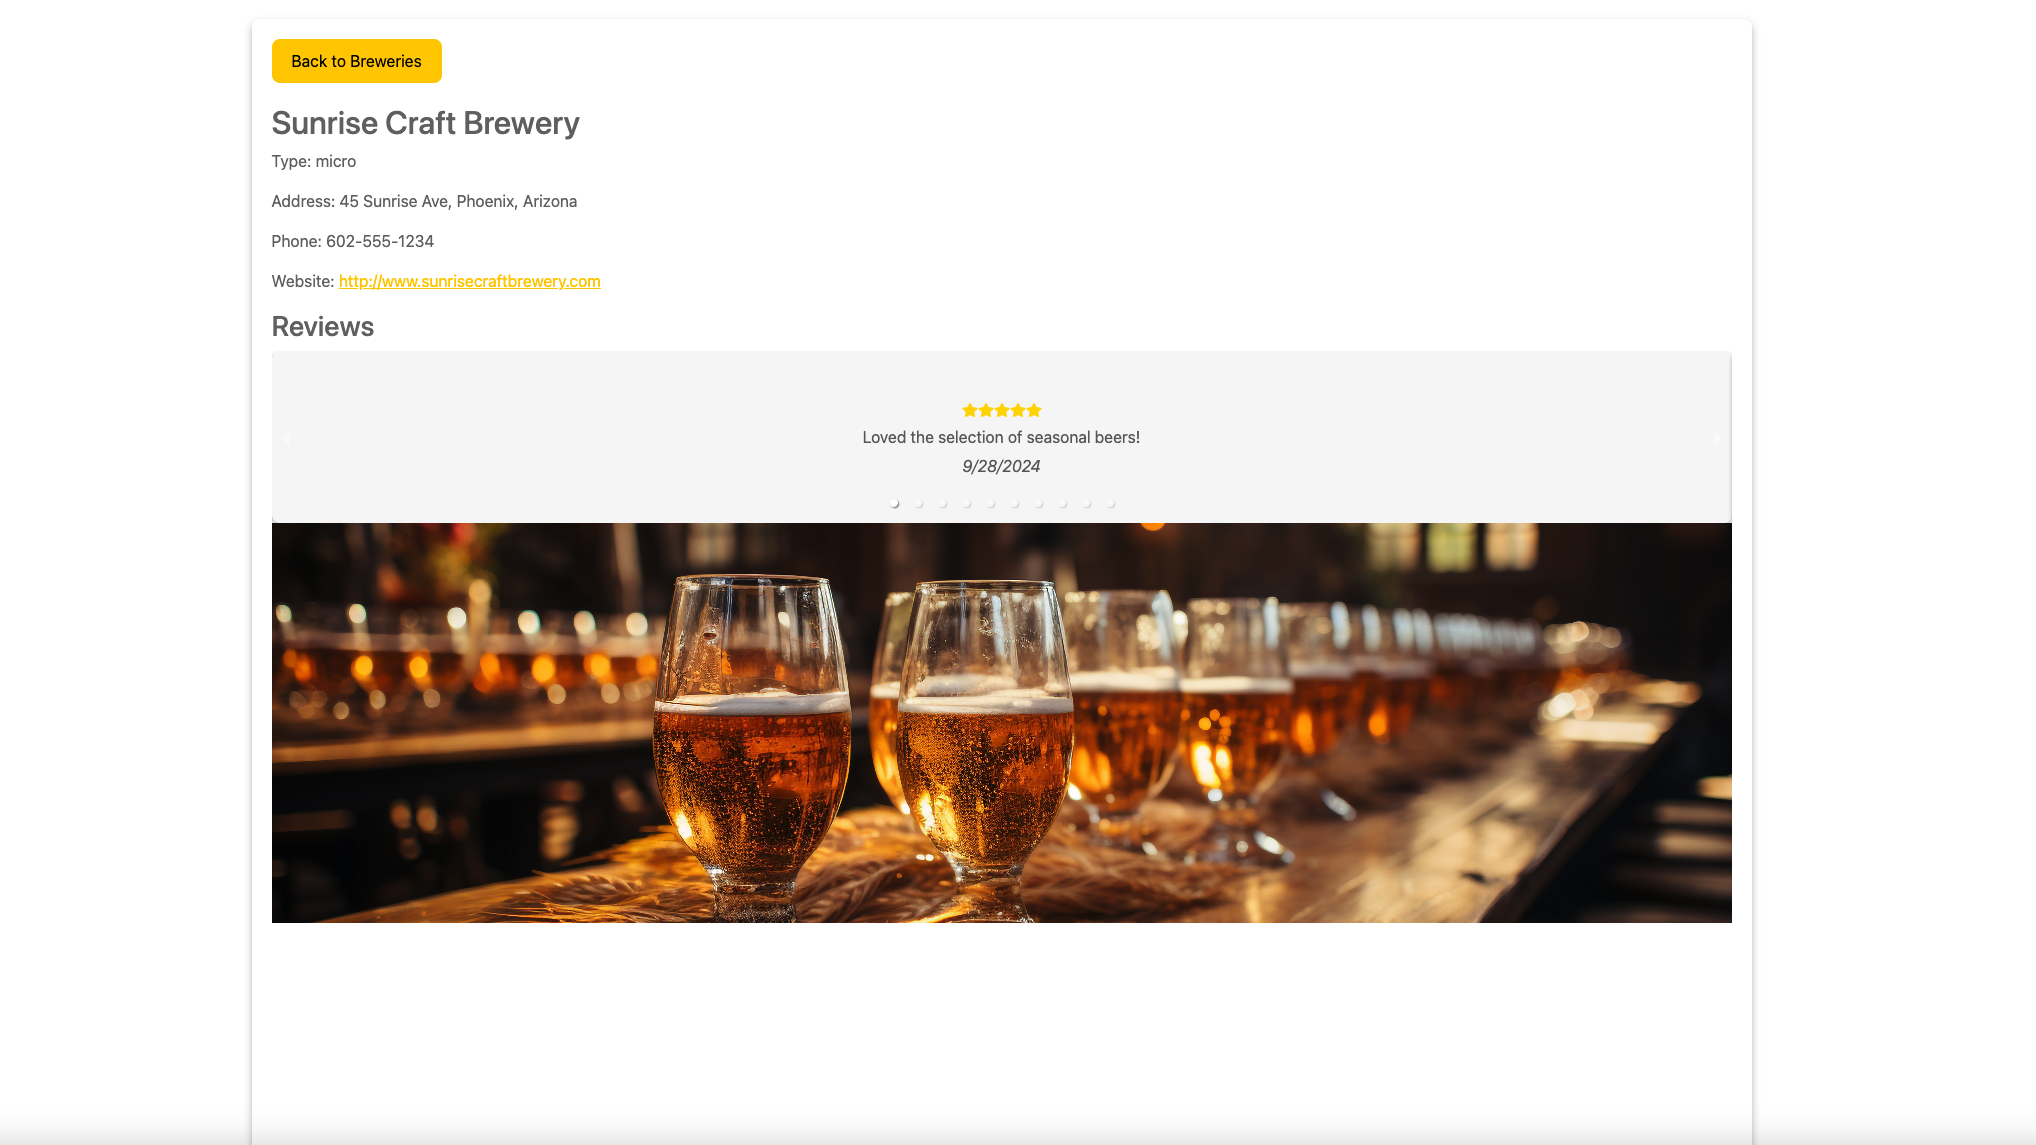 Back to Breweries
Sunrise Craft Brewery
Type: micro
Address: 45 Sunrise Ave, Phoenix, Arizona
Phone: 602-555-1234
Website: http://www.sunrisecraftbrewery.com
Reviews
Loved the selection of seasonal beers!
9/28/2024